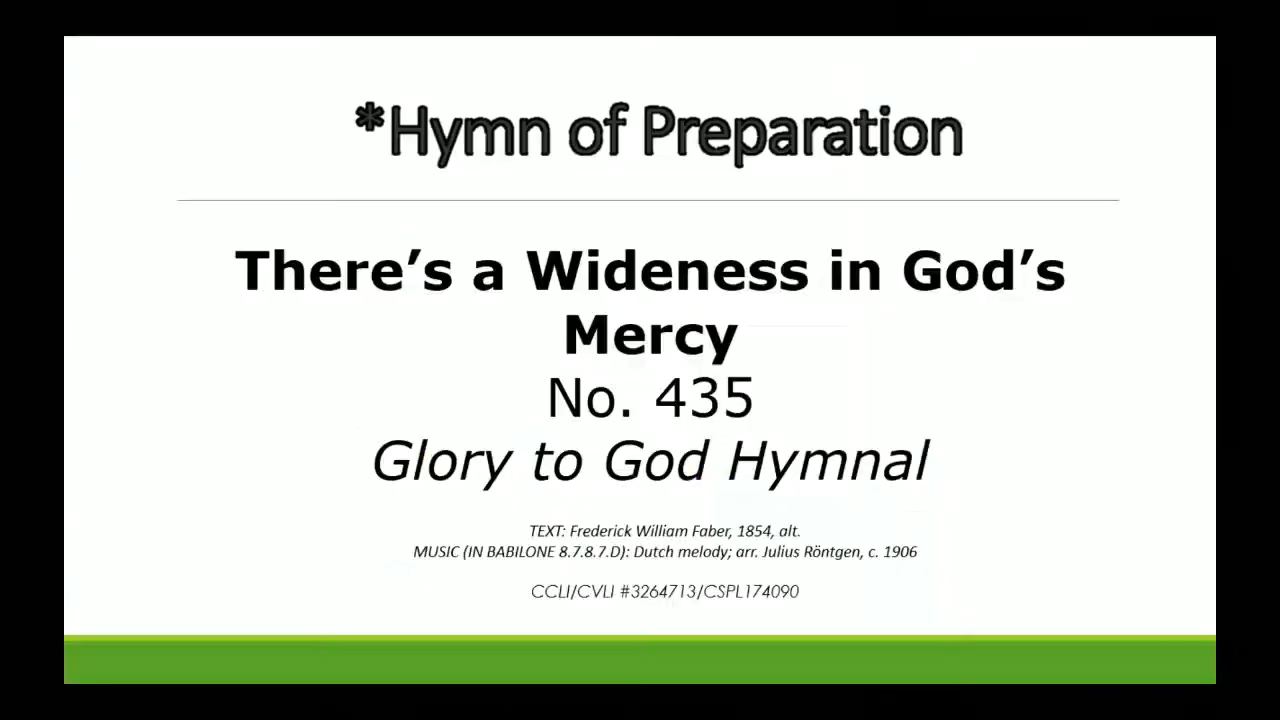 *Hymn of Preparation
There’s a Wideness in God’s
Mercy
No. 435
Glory to God Hymnal
TEXT: Frederick William Faber, 1854, alt.
MUSIC (IN BABILONE 8.7.8.7.D): Dutch melody; arr. Julius Röntgen, c. 1906
CCLI/CVLI #3264713/CSPL174090